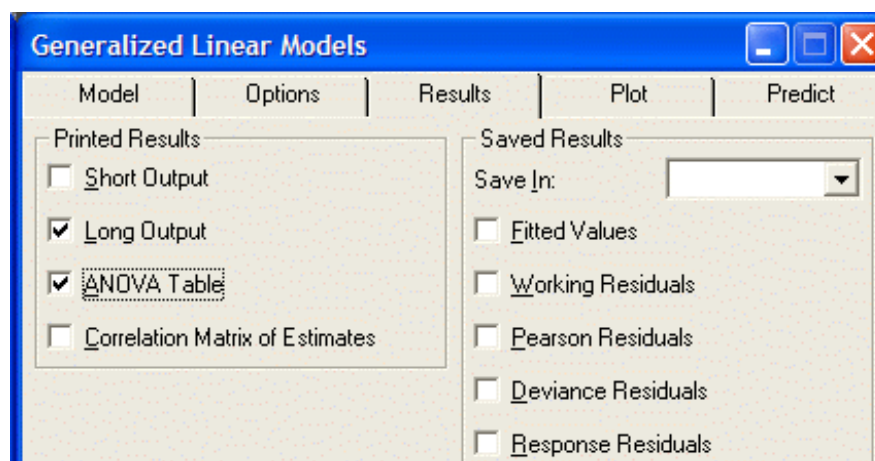 Generalized Linear Models
Model Options Results Plot Predict
Printed Results
Short Output
Long Output
ANOVA Table
Correlation Matrix of Estimates
Saved Results
Save In:
Fitted Values
Working Residuals
Pearson Residuals
Deviance Residuals
Response Residuals